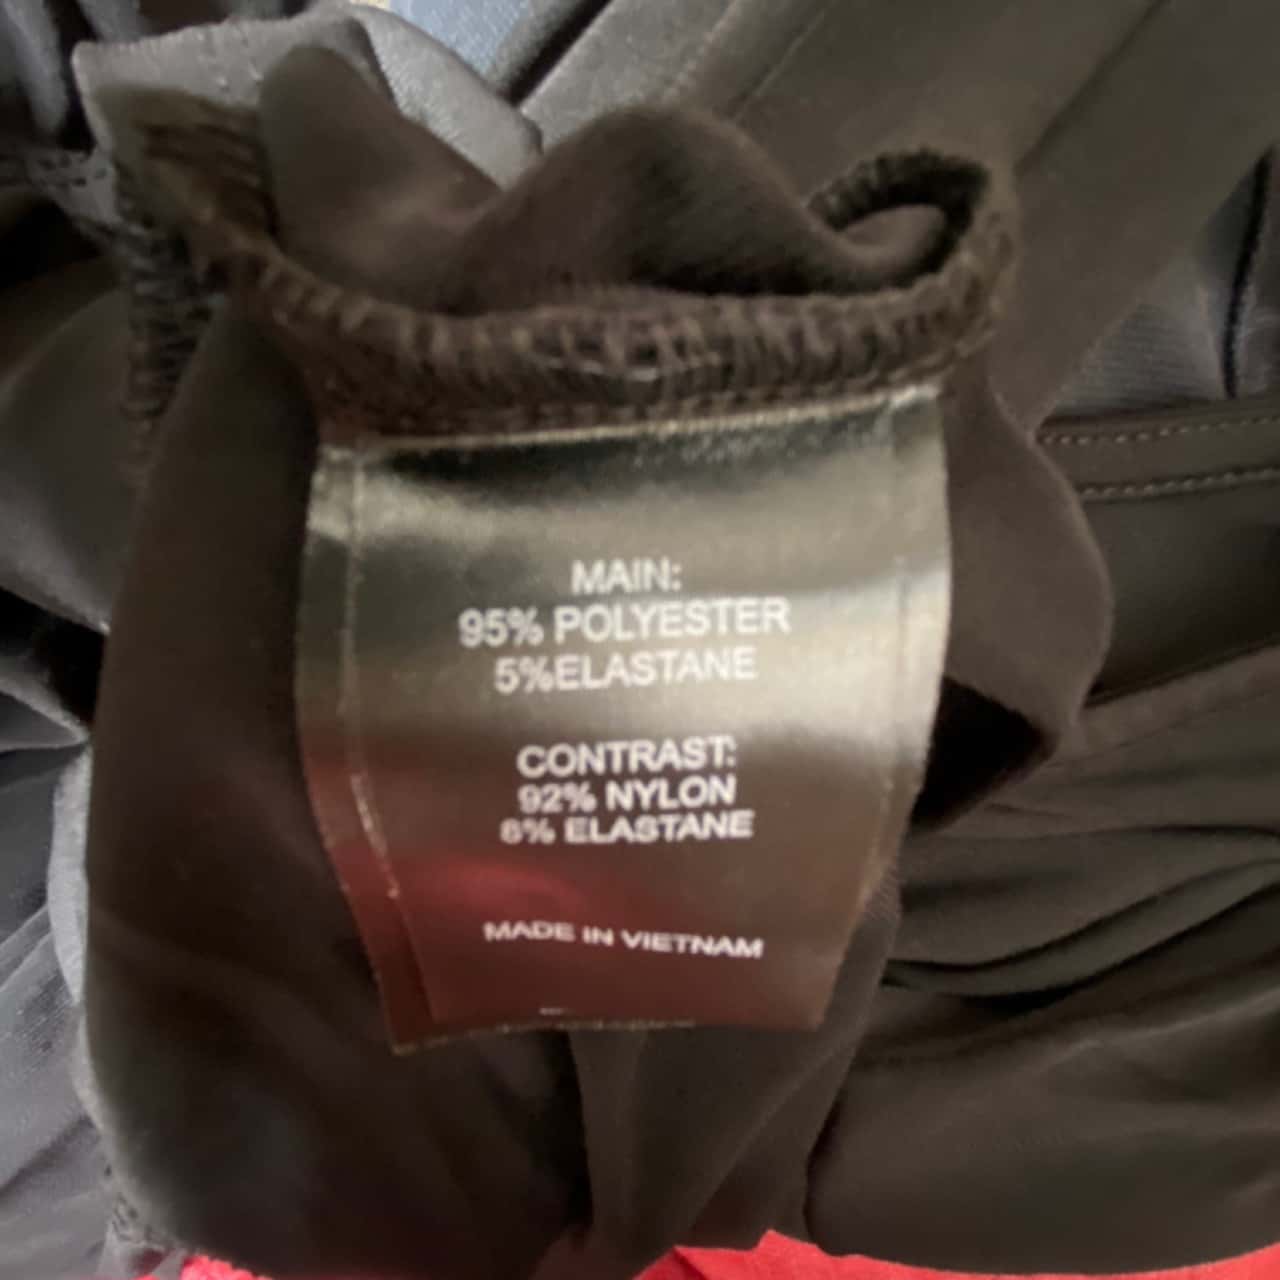 MAIN:
95% POLYESTER
5%ELASTANE
CONTRAST:
92% NYLON
8% ELASTANE
MADE IN VIETNAM